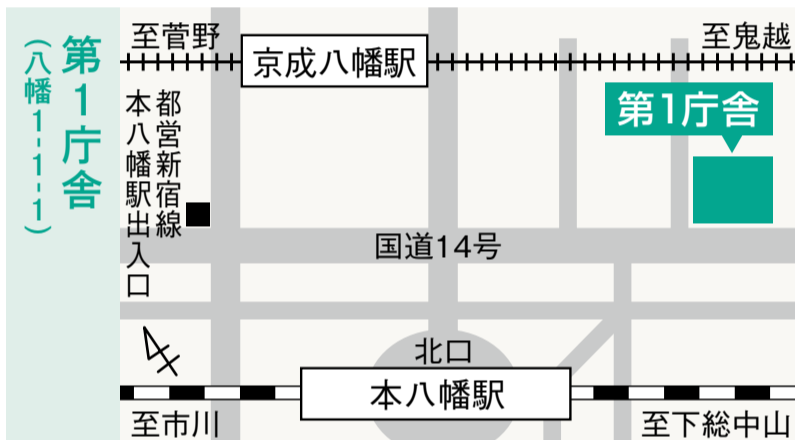 第1庁舎
（八幡1-1-1）
至菅野
京成八幡駅
至鬼越
都営新宿線
本八幡駅出入口
第1庁舎
国道14号
北口
本八幡駅
至市川
至下総中山